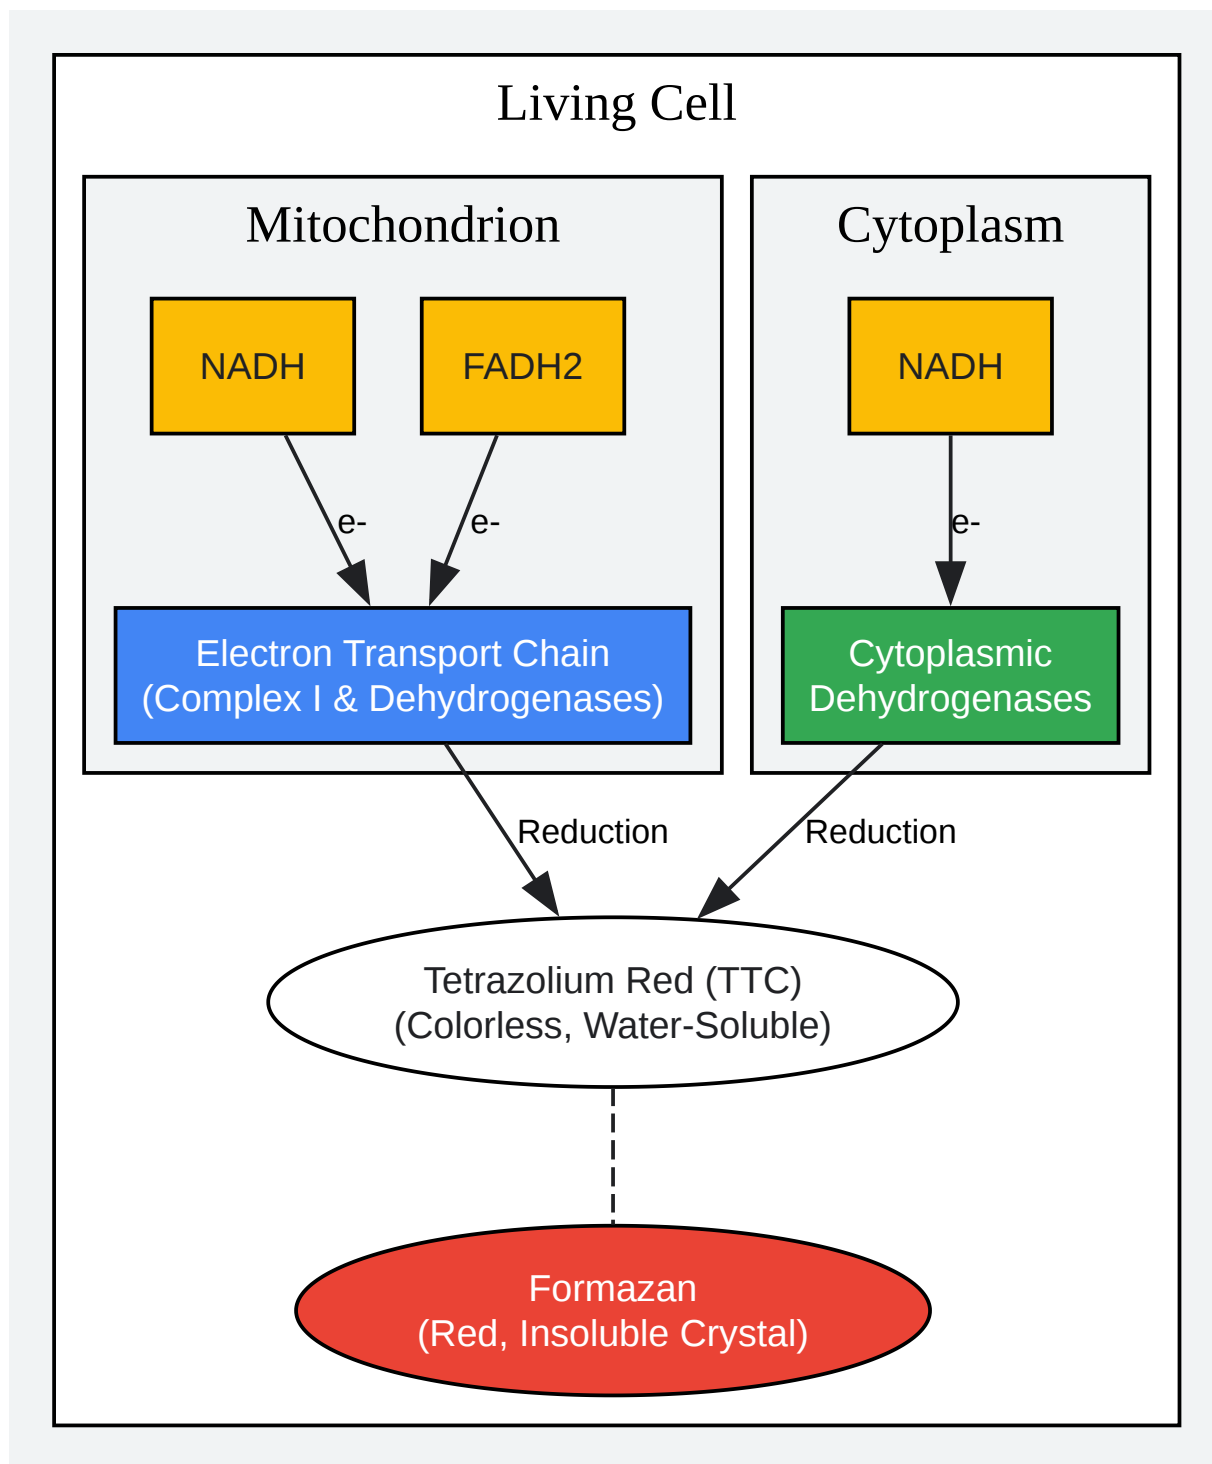 Living Cell
Mitochondrion
Cytoplasm
NADH
FADH2
NADH
e-
e-
e-
Electron Transport Chain
(Complex I & Dehydrogenases)
Cytoplasmic
Dehydrogenases
Reduction
Reduction
Tetrazolium Red (TTC)
(Colorless, Water-Soluble)
Formazan
(Red, Insoluble Crystal)